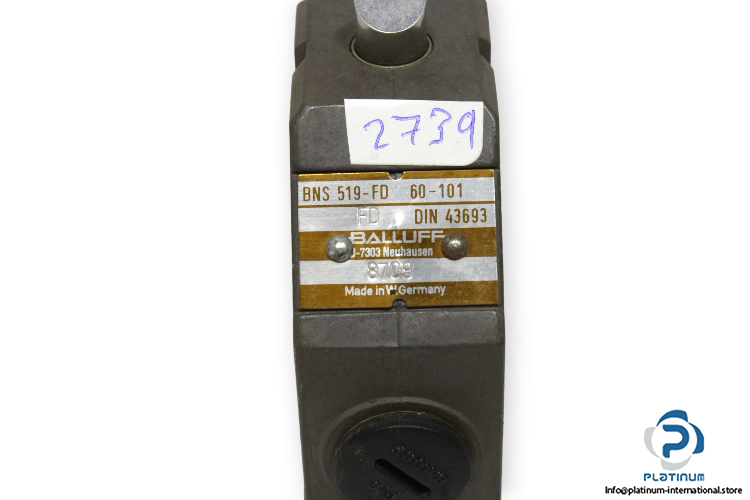 2739
BNS 519-FD 60-101
FD DIN 43693
BALLUFF
D-7303 Neuhausen
Made in W.Germany
PLATINUM
Info@platinum-international.store